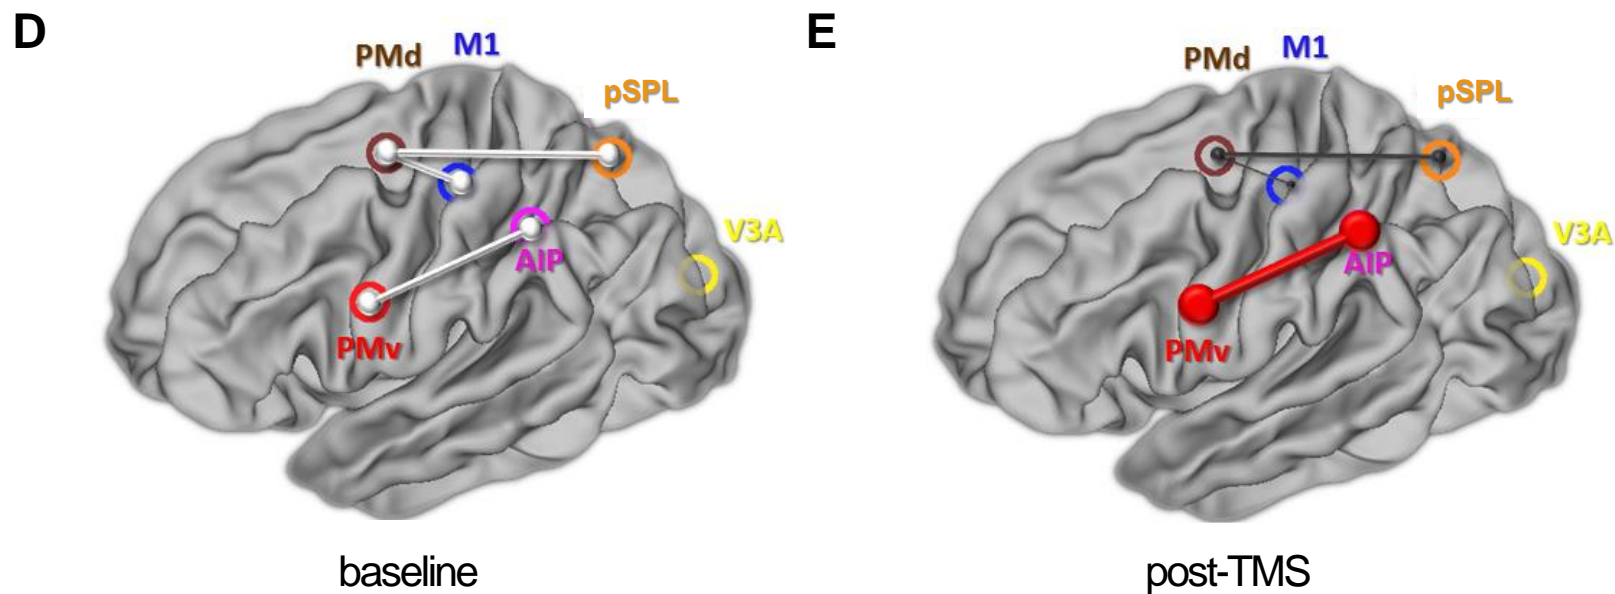 D
PMd
M1
pSPL
V3A
AIP
PMv
baseline
E
PMd
M1
pSPL
V3A
AIP
PMv
post-TMS